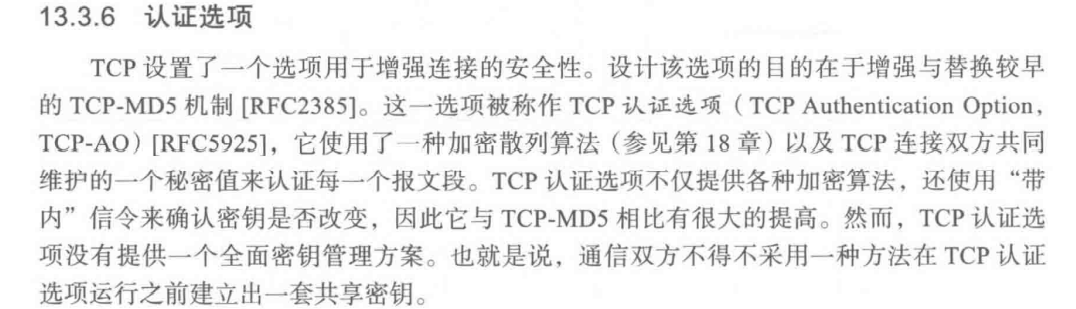 13.3.6 认证选项
TCP 设置了一个选项用于增强连接的安全性。设计该选项的目的在于增强与替换较早
的 TCP-MD5 机制 [RFC2385]。这一选项被称作 TCP 认证选项（TCP Authentication Option，
TCP-AO）[RFC5925]，它使用了一种加密散列算法（参见第 18 章）以及 TCP 连接双方共同
维护的一个秘密值来认证每一个报文段。TCP 认证选项不仅提供各种加密算法，还使用“带
内”信令来确认密钥是否改变，因此它与 TCP-MD5 相比有很大的提高。然而，TCP 认证选
项没有提供一个全面密钥管理方案。也就是说，通信双方不得不采用一种方法在 TCP 认证
选项运行之前建立出一套共享密钥。